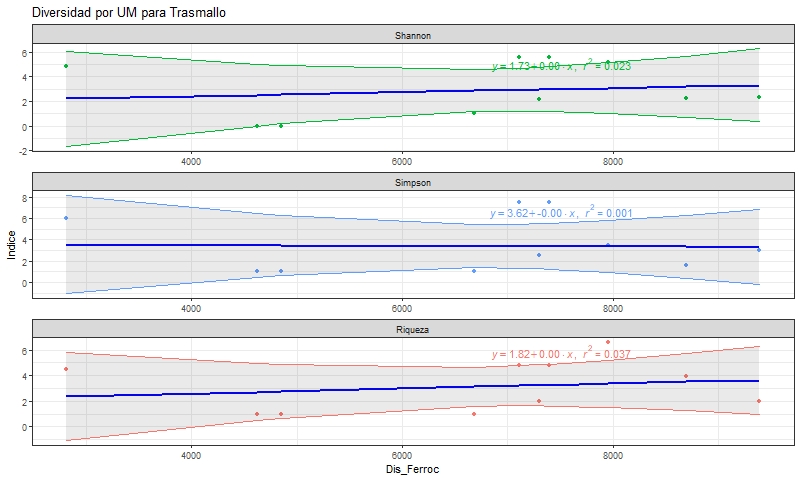 Diversidad por UM para Trasmallo
Shannon
6
4
2
0
-2
y = 1.73+0.00 · x, r² = 0.023
4000 6000 8000
Simpson
8
6
4
2
0
y = 3.62+-0.00 · x, r² = 0.001
4000 6000 8000
Indice
Riqueza
6
4
2
0
y = 1.82+0.00 · x, r² = 0.037
4000 6000 8000
Dis_Ferroc